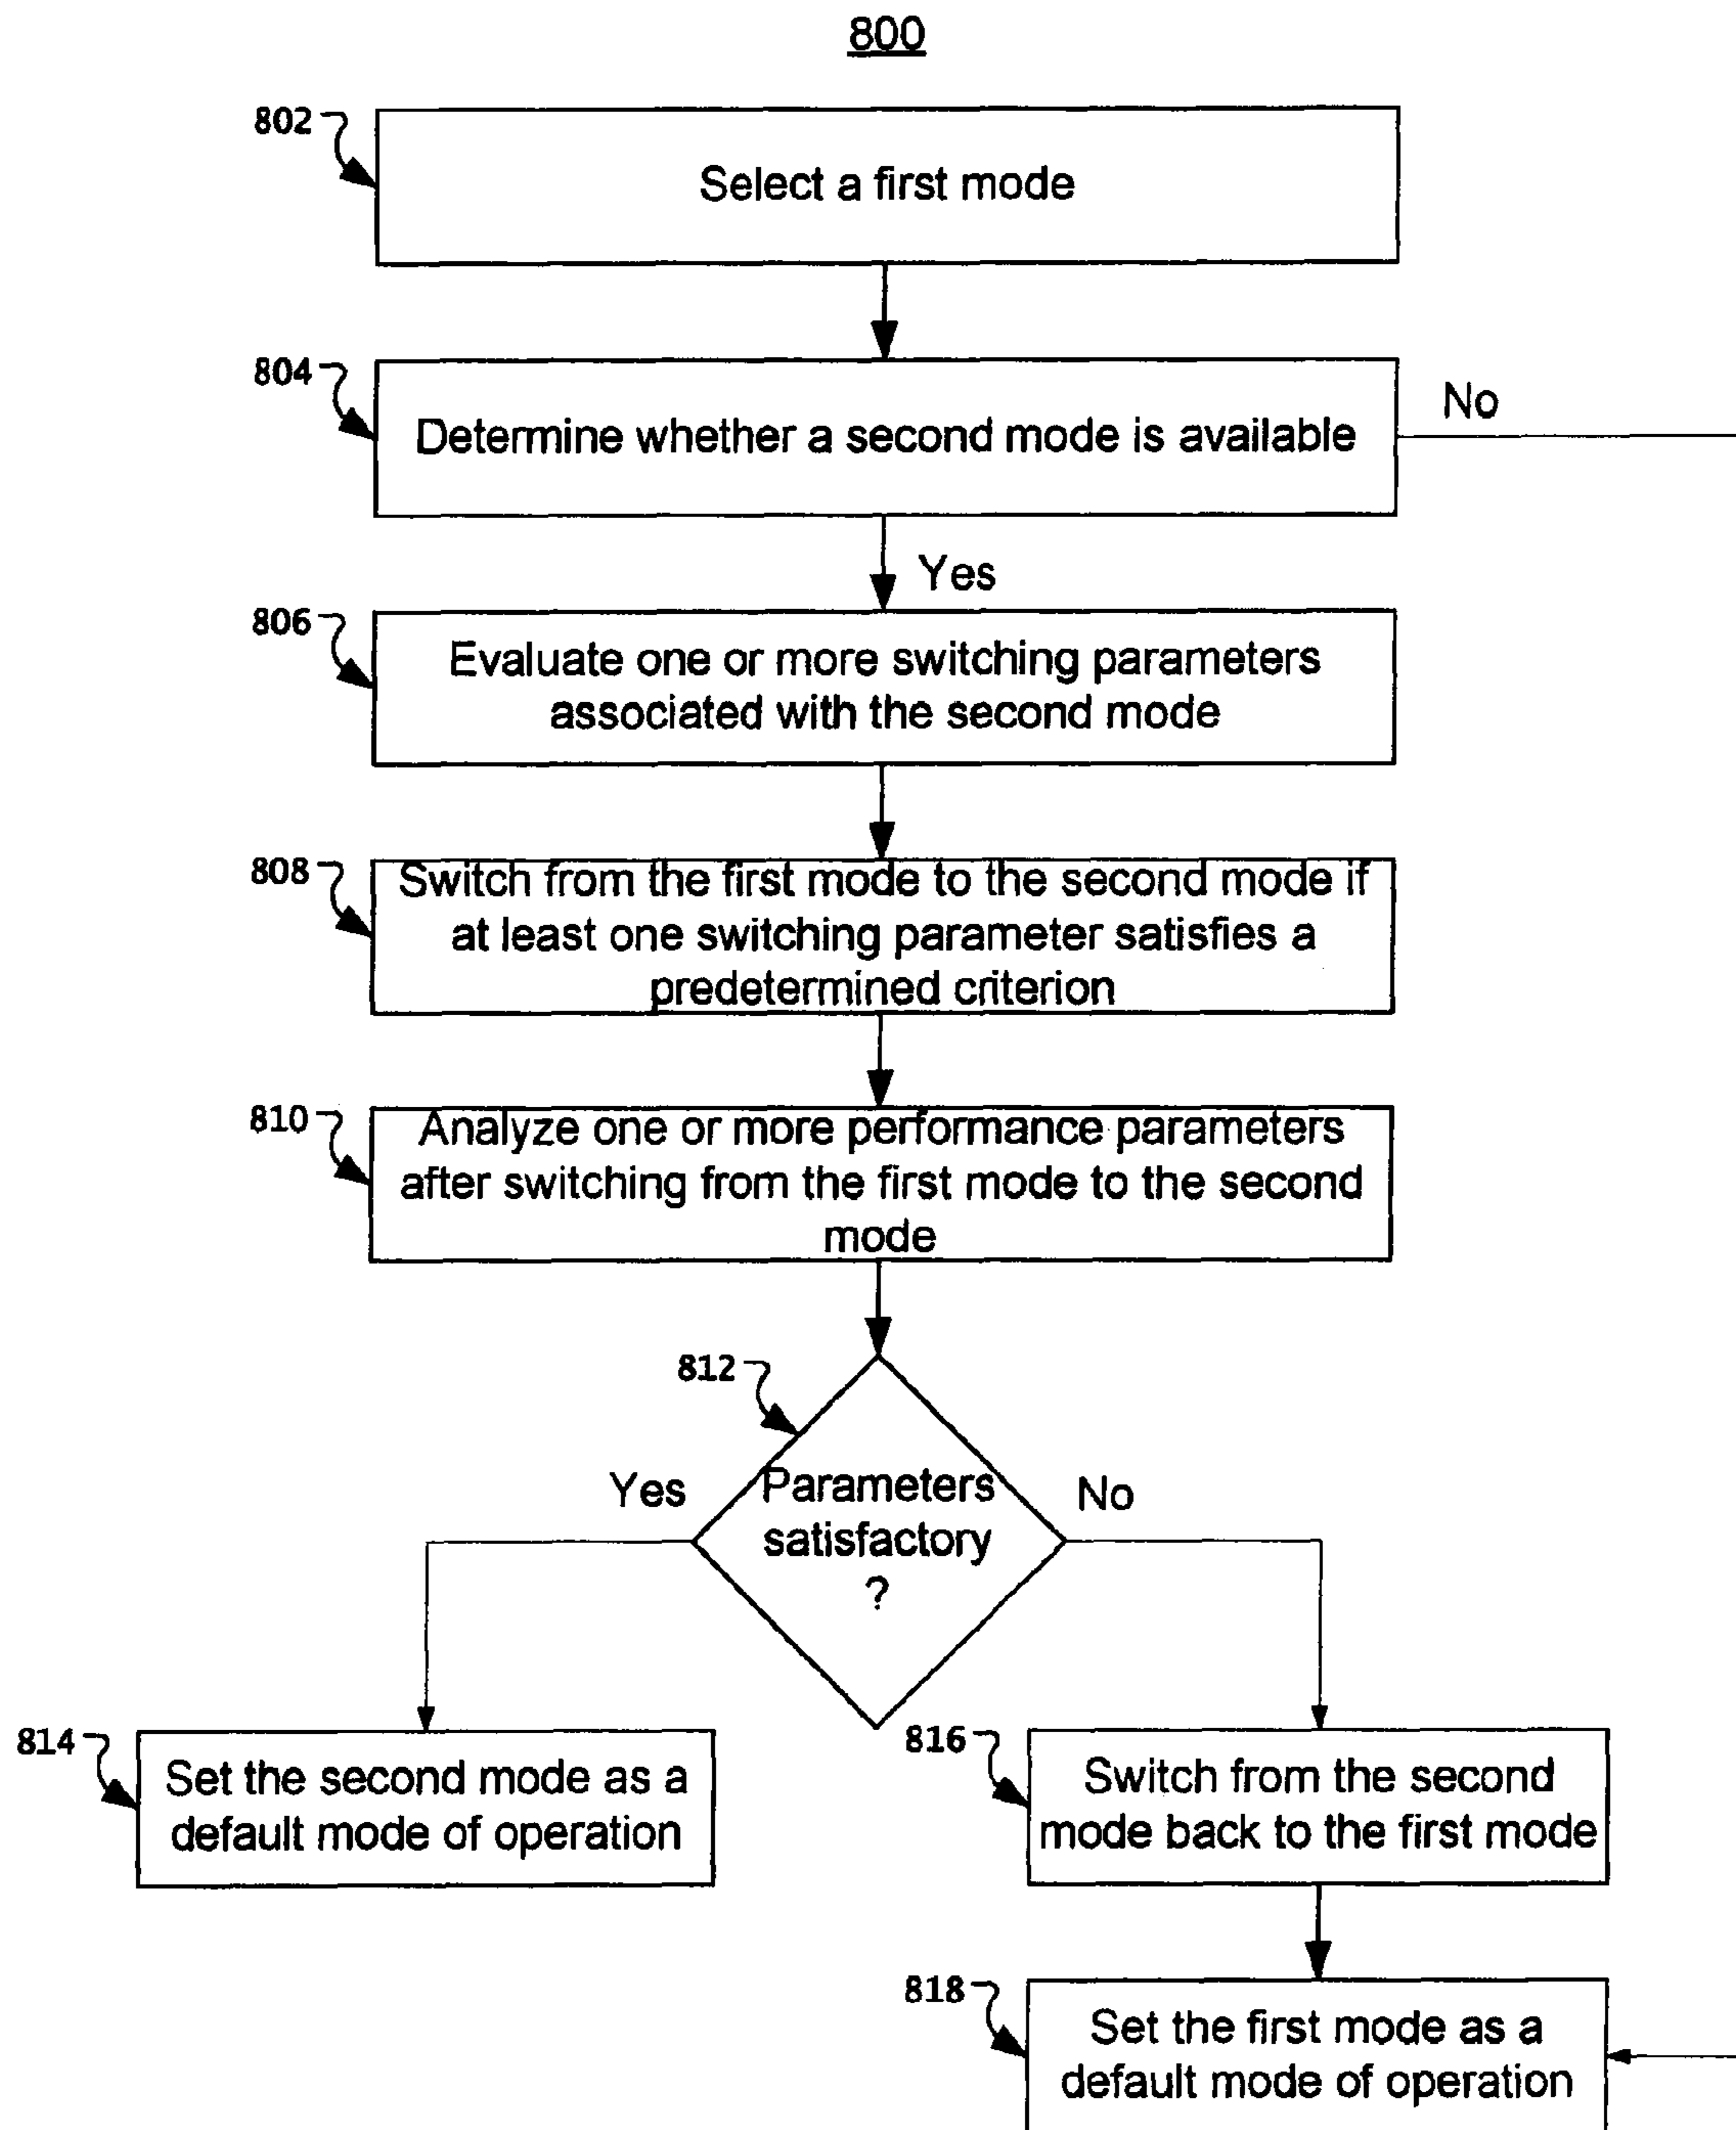 800
802
Select a first mode
804
Determine whether a second mode is available
No
Yes
806
Evaluate one or more switching parameters
associated with the second mode
808
Switch from the first mode to the second mode if
at least one switching parameter satisfies a
predetermined criterion
810
Analyze one or more performance parameters
after switching from the first mode to the second
mode
812
Yes
Parameters
satisfactory
?
No
814
Set the second mode as a
default mode of operation
816
Switch from the second
mode back to the first mode
818
Set the first mode as a
default mode of operation